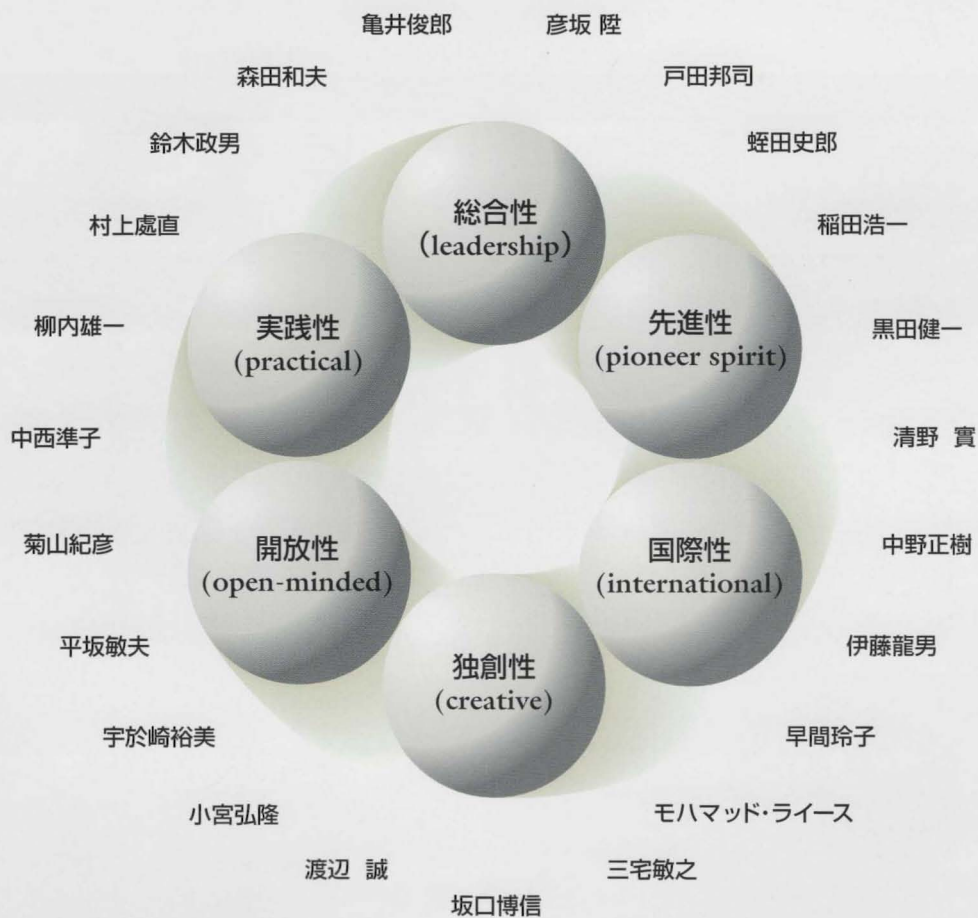 亀井俊郎
彦坂 陞
森田和夫
戸田邦司
鈴木政男
蛭田史郎
村上處直
稲田浩一
柳内雄一
黒田健一
中西準子
清野 實
菊山紀彦
中野正樹
平坂敏夫
伊藤龍男
宇於崎裕美
早間玲子
小宮弘隆
モハマッド・ライース
渡辺 誠
三宅敏之
坂口博信
総合性
(leadership)
実践性
(practical)
先進性
(pioneer spirit)
開放性
(open-minded)
国際性
(international)
独創性
(creative)